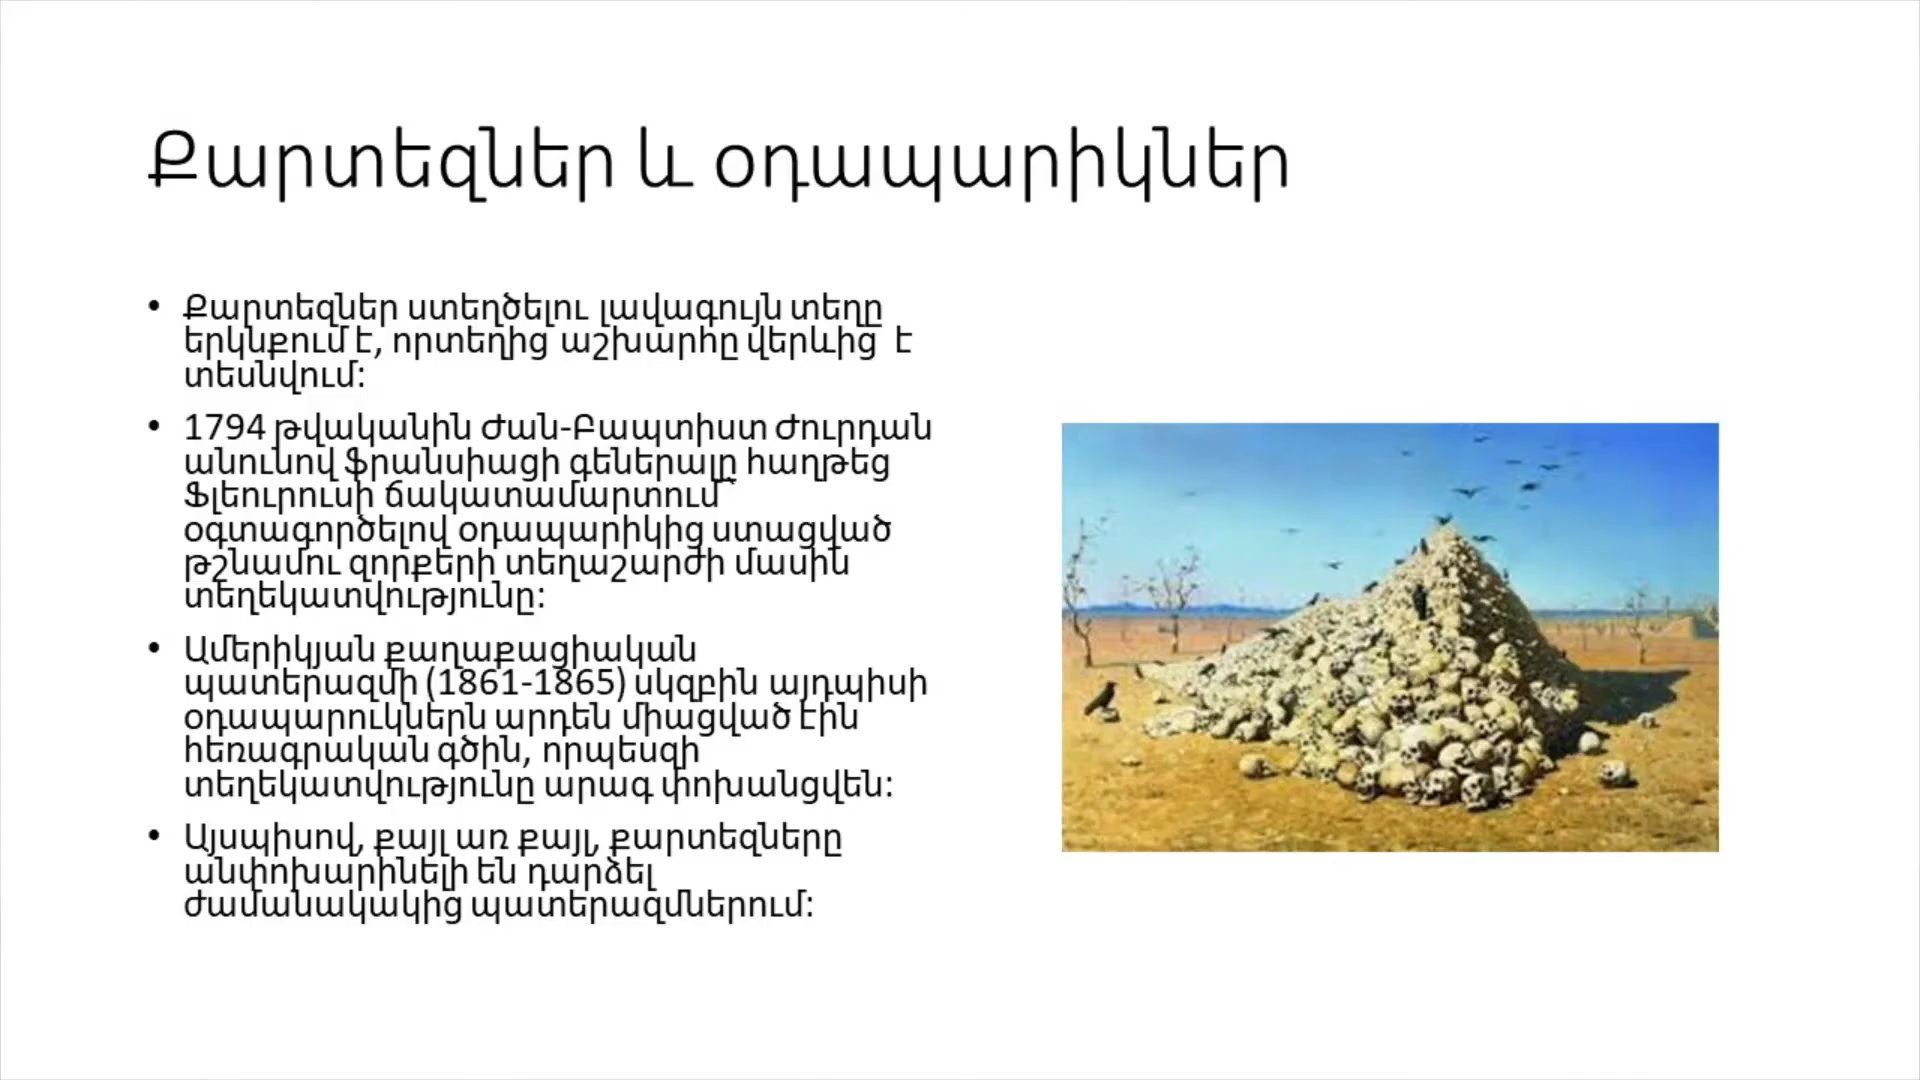 Քարտեզներ և օդապարիկներ
• Քարտեզներ ստեղծելու լավագույն տեղը
երկնքում է, որտեղից աշխարհը վերևից է
տեսնվում:
• 1794 թվականին Ժան-Բապտիստ Ժուրդան
անունով ֆրանսիացի գեներալը հաղթեց
Ֆլեուրուսի ճակատամարտում՝
օգտագործելով օդապարիկից ստացված
թշնամու զորքերի տեղաշարժի մասին
տեղեկատվությունը:
• Ամերիկյան քաղաքացիական
պատերազմի (1861-1865) սկզբին այդպիսի
օդապարուկներն արդեն միացված էին
հեռագրական գծին, որպեսզի
տեղեկատվությունը արագ փոխանցվեն:
• Այսպիսով, քայլ առ քայլ, քարտեզները
անփոխարինելի են դարձել
ժամանակակից պատերազմներում: